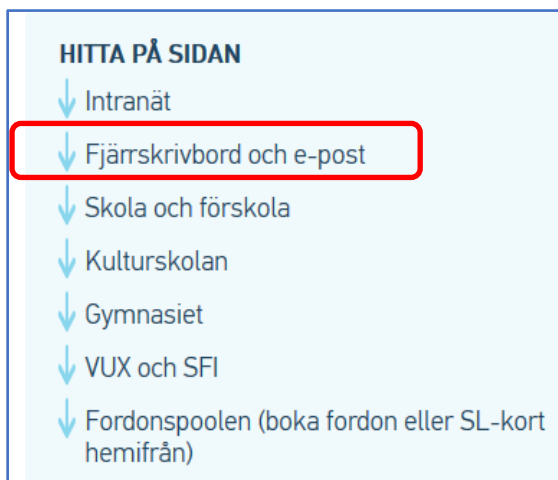 HITTA PÅ SIDAN
Intranät
Fjärrskrivbord och e-post
Skola och förskola
Kulturskolan
Gymnasiet
VUX och SFI
Fordonspoolen (boka fordon eller SL-kort
hemifrån)